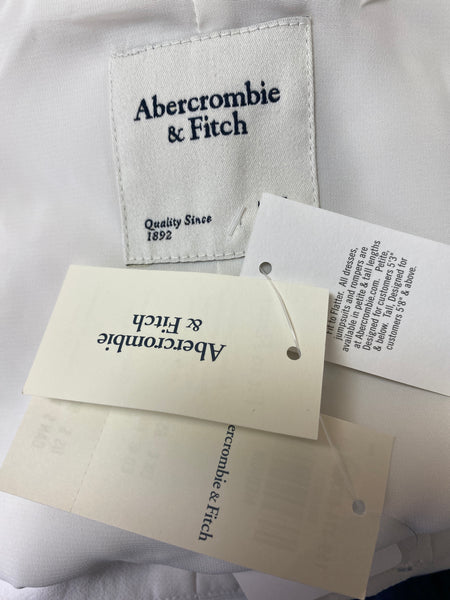 Abercrombie
& Fitch
Quality Since
1892
Fit to Flatter. All dresses,
jumpsuits and rompers are
available in petite & tall lengths
at Abercrombie.com. Petite,
Designed for customers 5'3"
& below. Tall, Designed for
customers 5'8" & above.
Abercrombie
& Fitch
bercrombie & Fitch